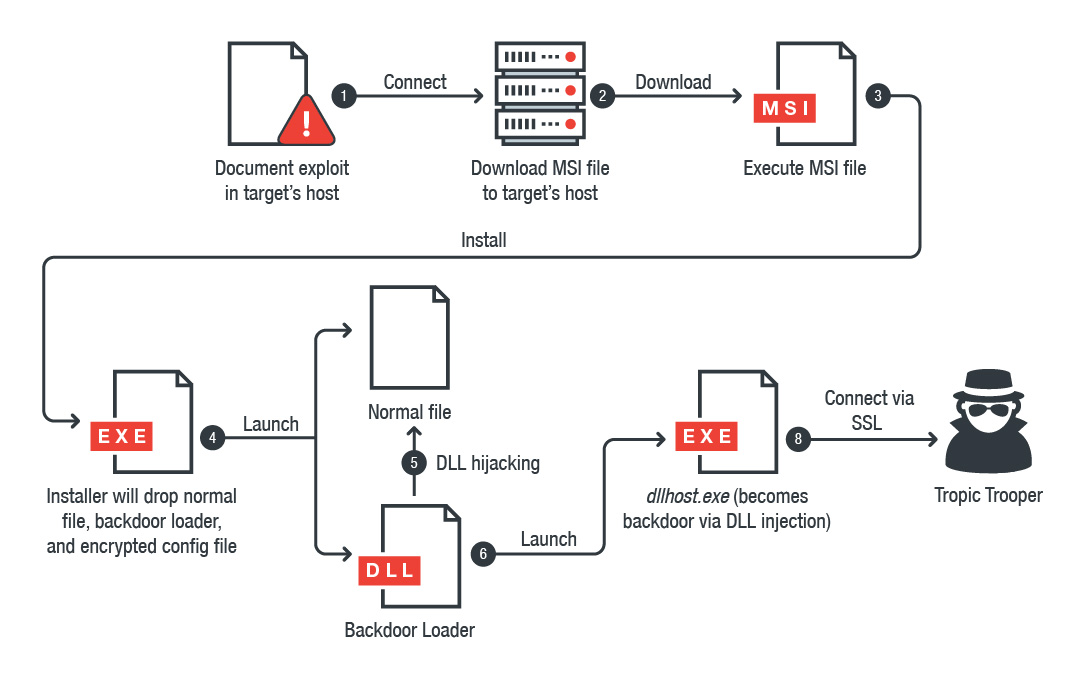 1
Connect
2
Download
MSI
3
Document exploit
in target's host
Download MSI file
to target's host
Execute MSI file
Install
EXE
4
Launch
Installer will drop normal
file, backdoor loader,
and encrypted config file
Normal file
5
DLL hijacking
DLL
Backdoor Loader
6
Launch
EXE
dllhost.exe (becomes
backdoor via DLL injection)
8
Connect via
SSL
Tropic Trooper